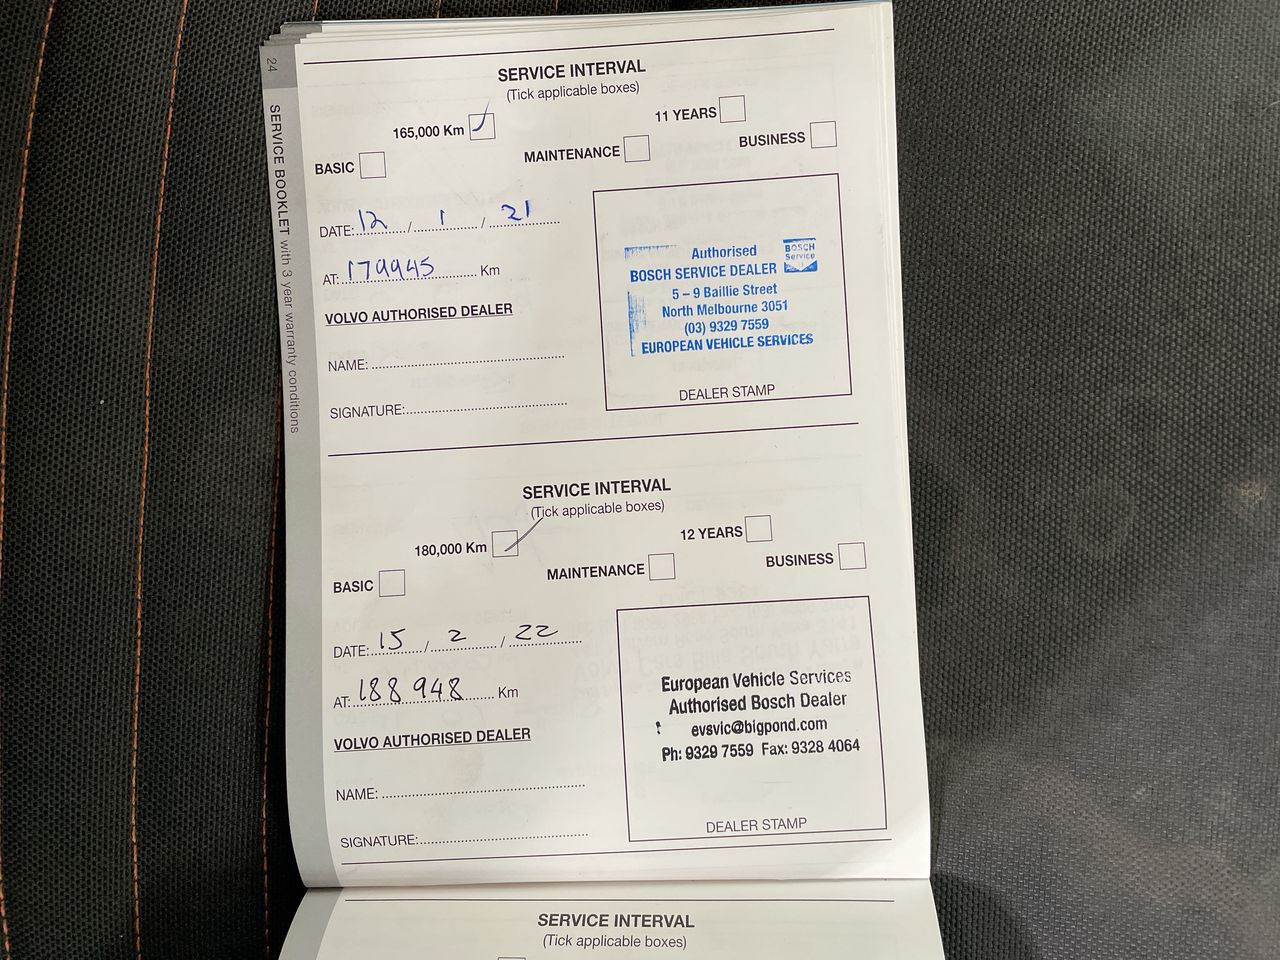 24 SERVICE BOOKLET with 3 year warranty conditions
SERVICE INTERVAL
(Tick applicable boxes)
165,000 Km
11 YEARS
BASIC
MAINTENANCE
BUSINESS
DATE: 12 / 1 / 21
AT: 179945 Km
VOLVO AUTHORISED DEALER
NAME:
SIGNATURE:
Authorised
BOSCH SERVICE DEALER
BOSCH
Service
5 – 9 Baillie Street
North Melbourne 3051
(03) 9329 7559
EUROPEAN VEHICLE SERVICES
DEALER STAMP
SERVICE INTERVAL
(Tick applicable boxes)
180,000 Km
12 YEARS
BASIC
MAINTENANCE
BUSINESS
DATE: 15 / 2 / 22
AT: 188 948 Km
VOLVO AUTHORISED DEALER
NAME:
SIGNATURE:
European Vehicle Services
Authorised Bosch Dealer
evsvic@bigpond.com
Ph: 9329 7559 Fax: 9328 4064
DEALER STAMP
SERVICE INTERVAL
(Tick applicable boxes)